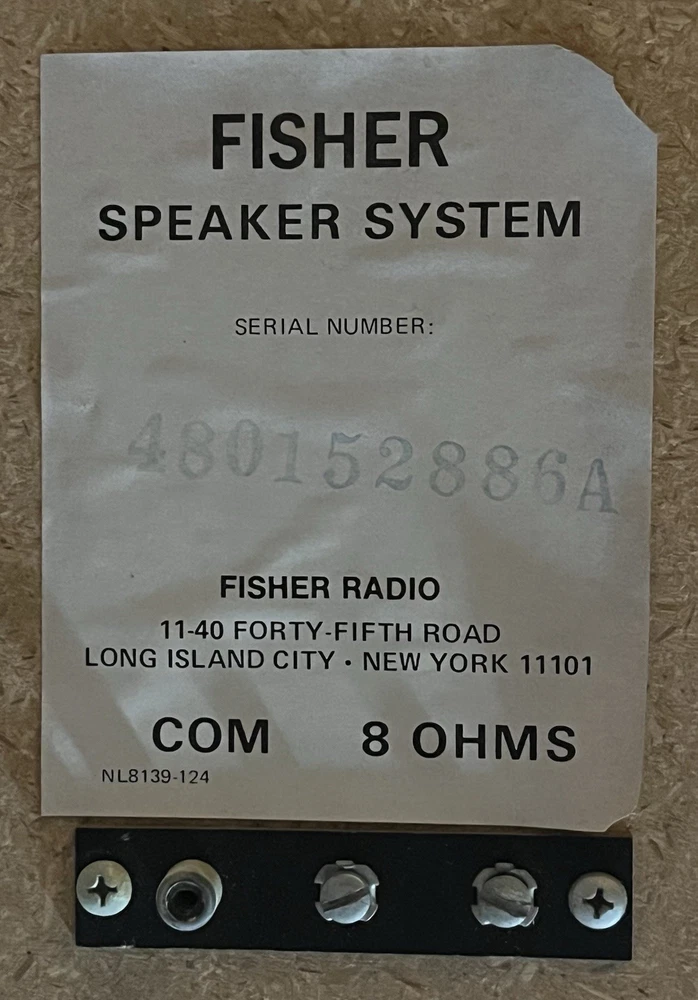 FISHER
SPEAKER SYSTEM
SERIAL NUMBER:
480152886A
FISHER RADIO
11-40 FORTY-FIFTH ROAD
LONG ISLAND CITY • NEW YORK 11101
COM 8 OHMS
NL8139-124